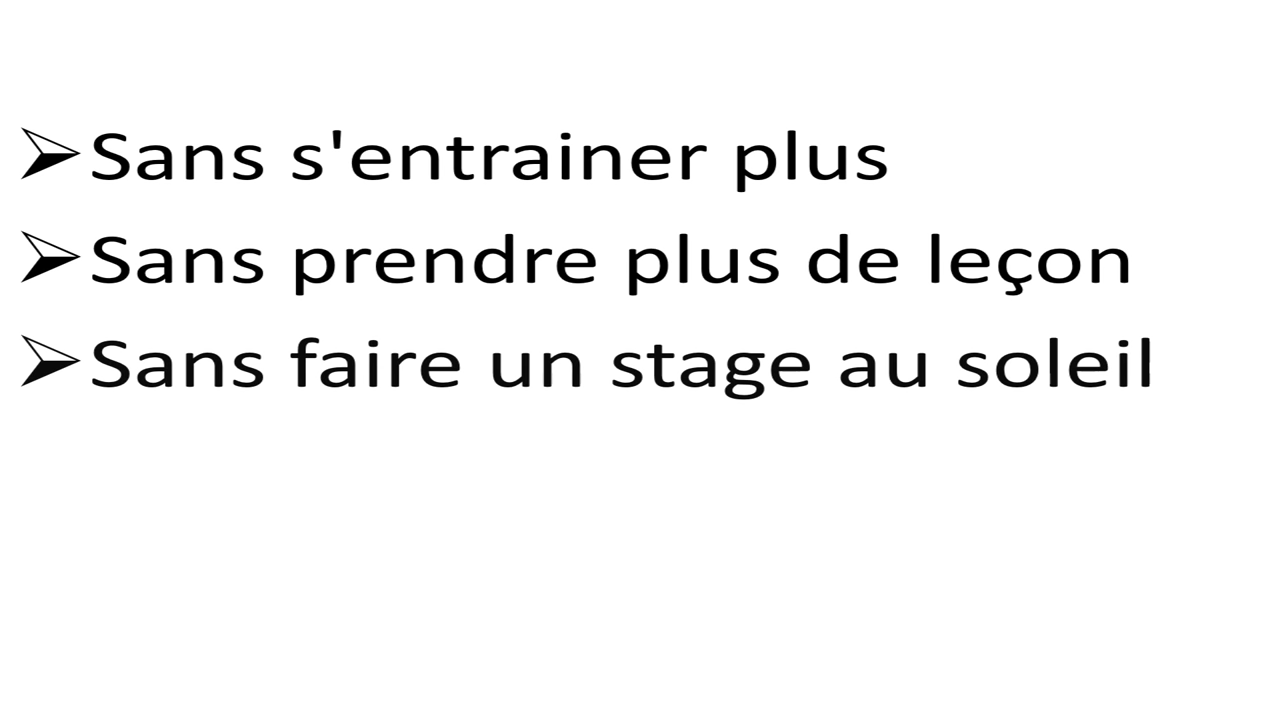 ➢Sans s'entrainer plus
➢Sans prendre plus de leçon
➢Sans faire un stage au soleil